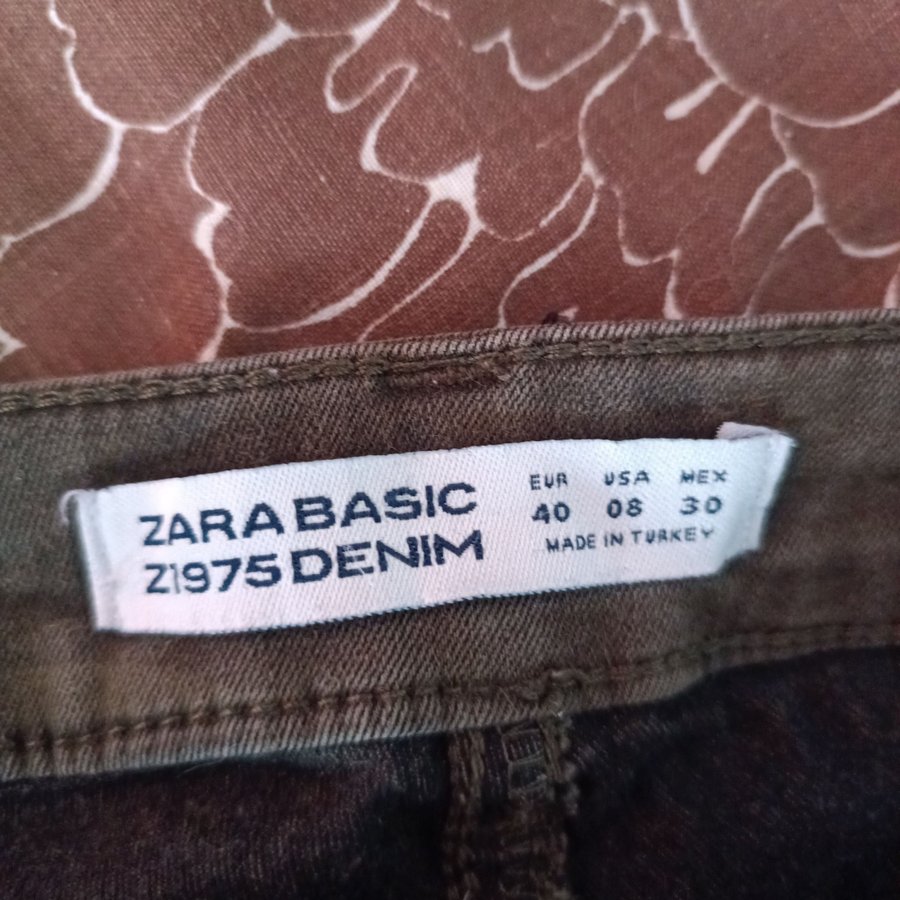 ZARA BASIC
Z1975 DENIM
EUR USA MEX
40 08 30
MADE IN TURKEY